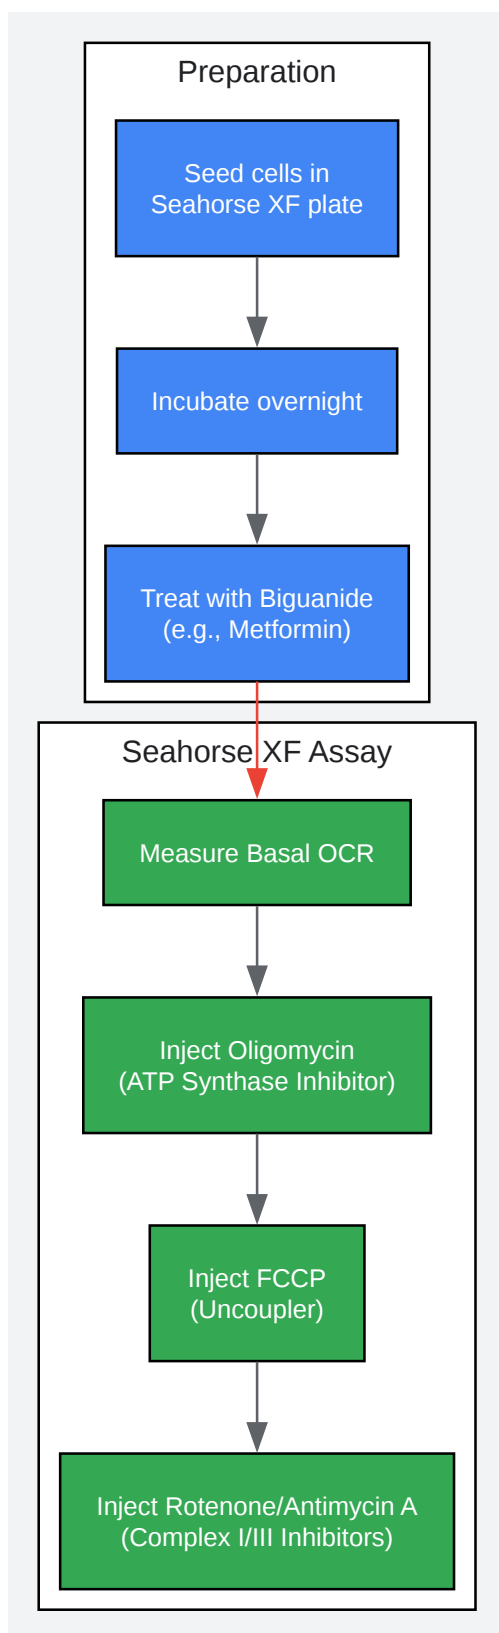 Preparation
Seed cells in
Seahorse XF plate
Incubate overnight
Treat with Biguanide
(e.g., Metformin)
Seahorse XF Assay
Measure Basal OCR
Inject Oligomycin
(ATP Synthase Inhibitor)
Inject FCCP
(Uncoupler)
Inject Rotenone/Antimycin A
(Complex I/III Inhibitors)